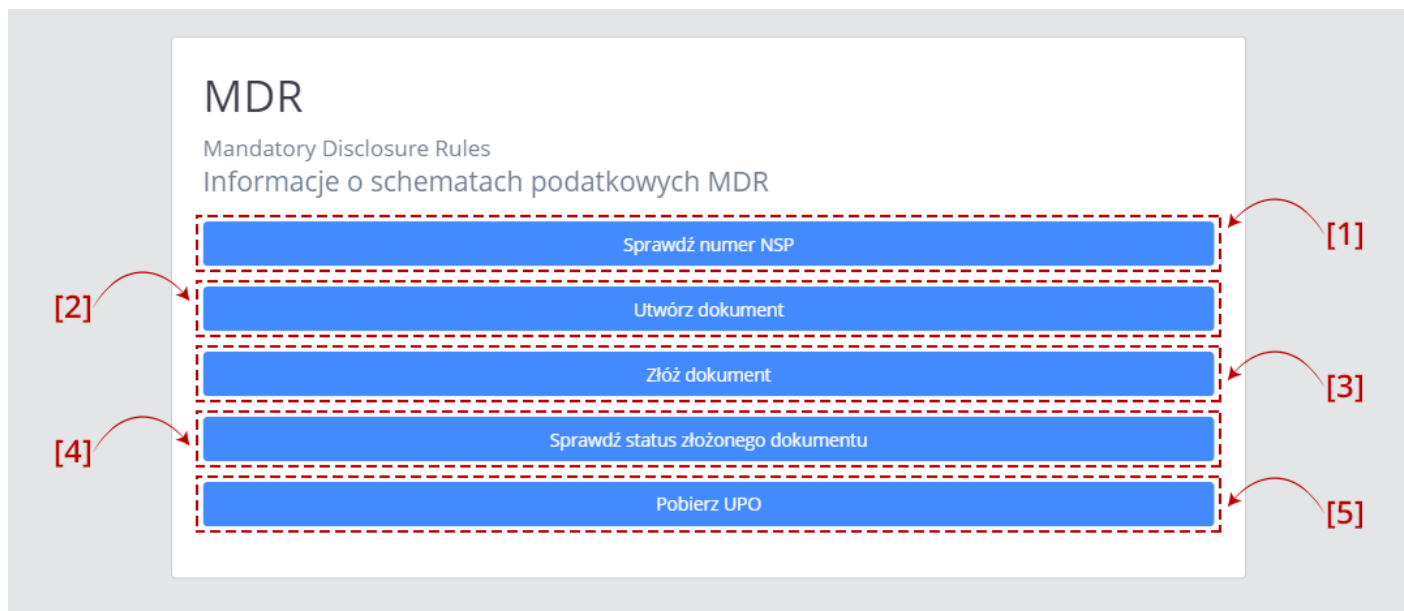 MDR
Mandatory Disclosure Rules
Informacje o schematach podatkowych MDR
Sprawdź numer NSP
[1]
[2]
Utwórz dokument
Złóż dokument
[3]
[4]
Sprawdź status złożonego dokumentu
Pobierz UPO
[5]